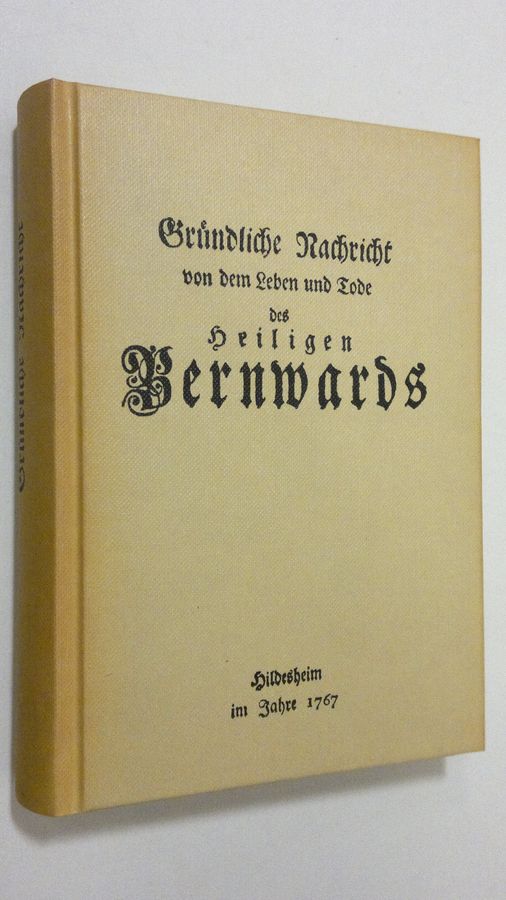 Gründliche Nachricht
von dem Leben und Tode
des
Heiligen
Bernwards
Hildesheim
im Jahre 1767
Gründliche Nachricht